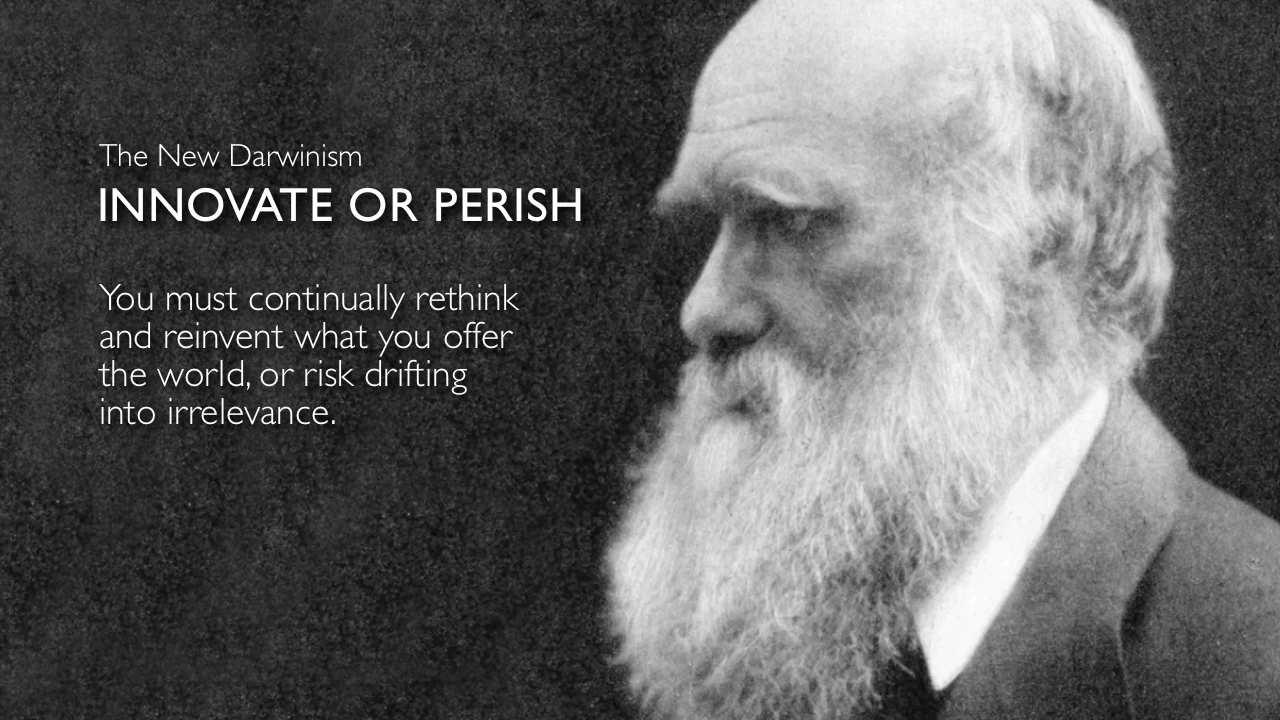 The New Darwinism
INNOVATE OR PERISH
You must continually rethink
and reinvent what you offer
the world, or risk drifting
into irrelevance.